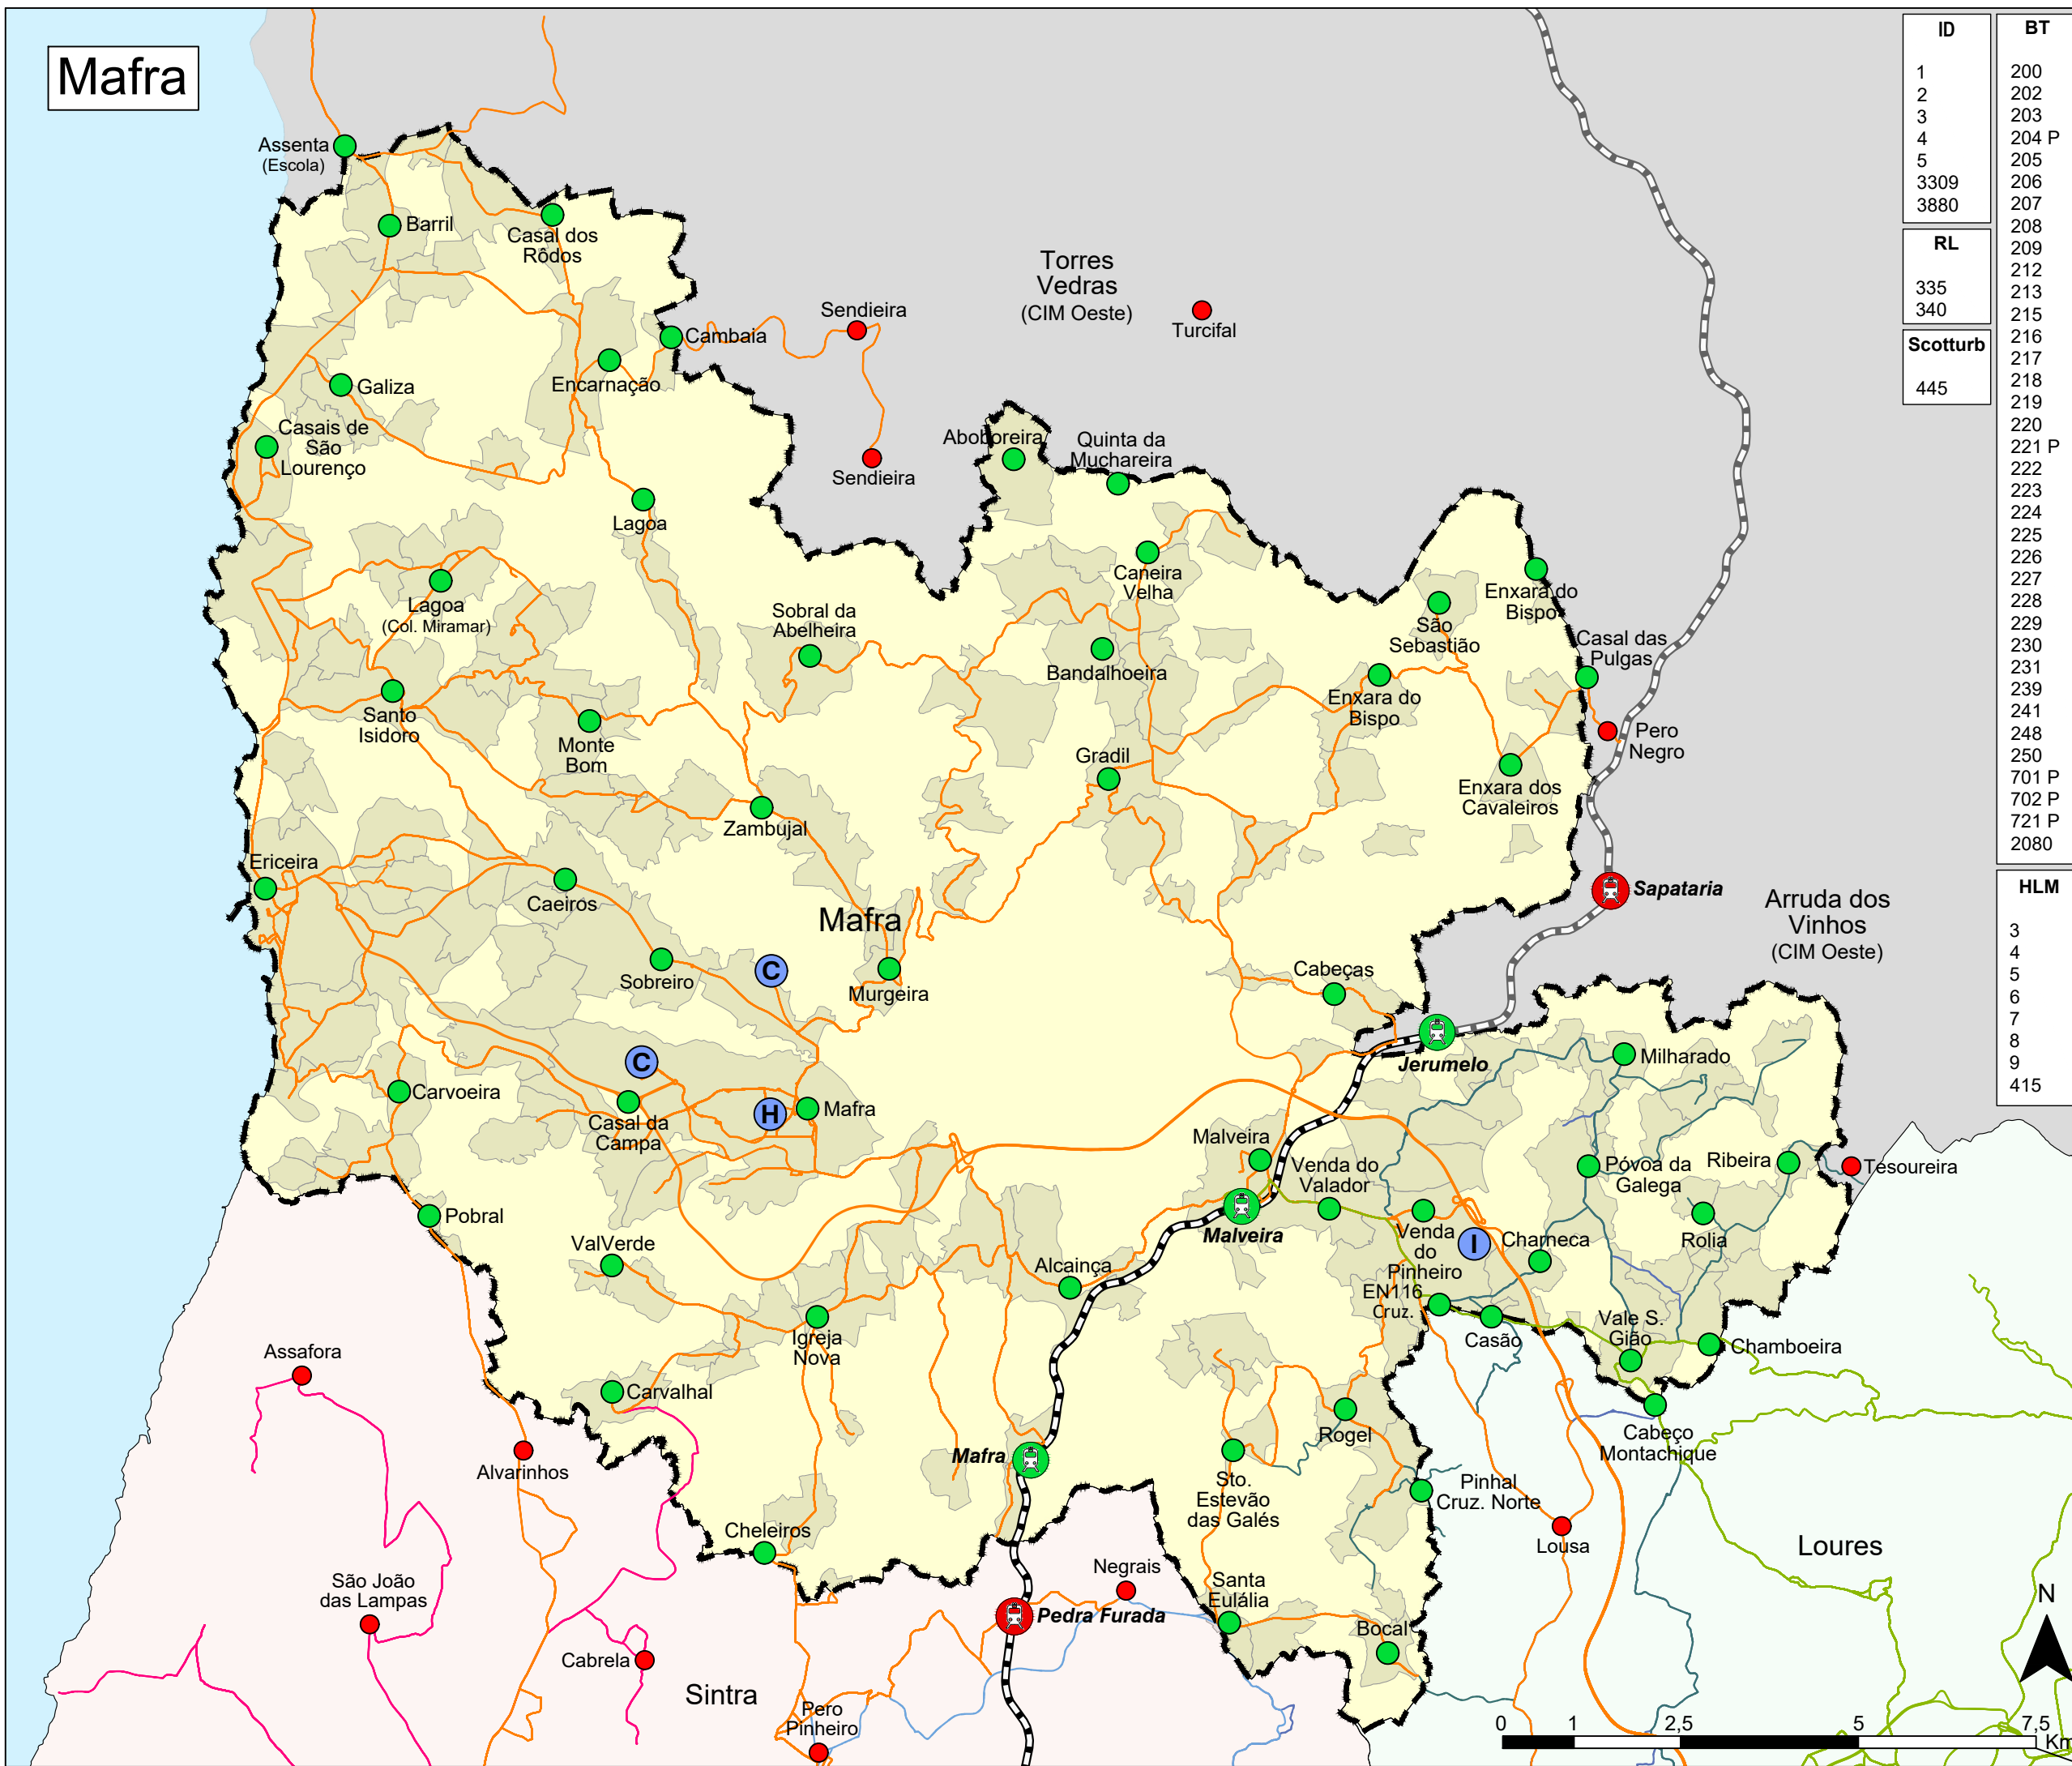 Mafra
ID
1
2
3
4
5
3309
3880
RL
335
340
Scotturb
445
BT
200
202
203
204 P
205
206
207
208
209
212
213
215
216
217
218
219
220
221 P
222
223
224
225
226
227
228
229
230
231
239
241
248
250
701 P
702 P
721 P
2080
HLM
3
4
5
6
7
8
9
415
Assenta
(Escola)
Barril
Casal dos
Rôdos
Torres
Vedras
(CIM Oeste)
Sendieira
Turcifal
Cambaia
Encarnação
Galiza
Casais de
São
Lourenço
Aboboreira
Quinta da
Muchareira
Sendieira
Lagoa
Caneira
Velha
Enxara do
Bispo
Lagoa
(Col. Miramar)
Sobral da
Abelheira
São
Sebastião
Casal das
Pulgas
Bandalhoeira
Enxara do
Bispo
Santo
Isidoro
Monte
Bom
Pero
Negro
Gradil
Enxara dos
Cavaleiros
Zambujal
Ericeira
Caeiros
Mafra
Sapataria
Arruda dos
Vinhos
(CIM Oeste)
Sobreiro
C
Murgeira
Cabeças
Jerumelo
Milharado
C
Carvoeira
Casal da
Campa
H
Mafra
Malveira
Venda do
Valador
Póvoa da
Galega
Ribeira
Tesoureira
Pobral
Malveira
Venda
do
Pinheiro
I
Charneca
Rolia
ValVerde
Alcainça
EN116
Cruz.
Casão
Vale S.
Gião
Chamboeira
Igreja
Nova
Assafora
Carvalhal
Rogel
Cabeço
Montachique
Alvarinhos
Mafra
Sto.
Estevão
das Galés
Pinhal
Cruz. Norte
Cheleiros
Lousa
Loures
São João
das Lampas
Negrais
Santa
Eulália
Pedra Furada
Bocal
Cabrela
Sintra
Pero
Pinheiro
N
0 1 2,5 5 7,5
Km